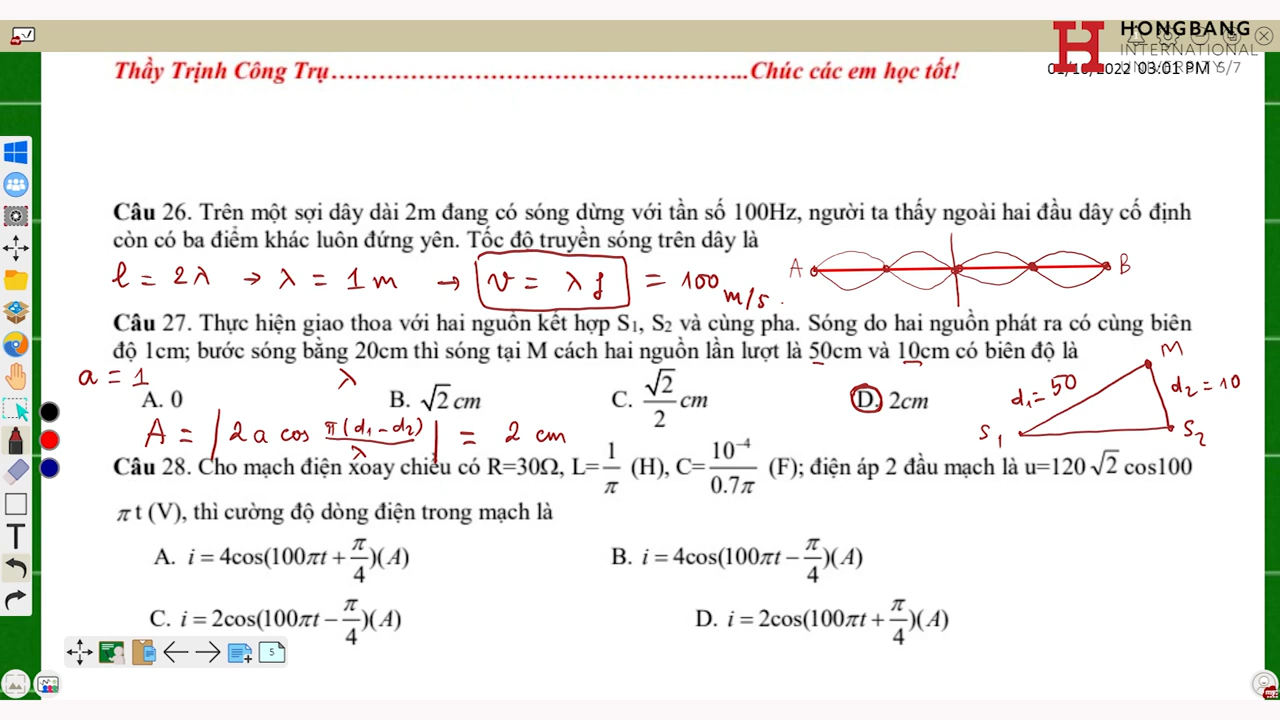 HONGBANG
INTERNATIONAL
UNIVERSITY
03:01 PM 5/7
Thầy Trịnh Công Trụ……………………………………………..Chúc các em học tốt!
Câu 26. Trên một sợi dây dài 2m đang có sóng dừng với tần số 100Hz, người ta thấy ngoài hai đầu dây cố định
còn có ba điểm khác luôn đứng yên. Tốc độ truyền sóng trên dây là
A B
l = 2λ → λ = 1 m → v = λ f = 100 m/s.
Câu 27. Thực hiện giao thoa với hai nguồn kết hợp S₁, S₂ và cùng pha. Sóng do hai nguồn phát ra có cùng biên
độ 1cm; bước sóng bằng 20cm thì sóng tại M cách hai nguồn lần lượt là 50cm và 10cm có biên độ là
a = 1 λ
M
d₁=50 d₂=10
S₁ S₂
A. 0 B. √2 cm C. √2/2 cm D. 2cm
A = | 2a cos π(d₁-d₂)/λ | = 2 cm
Câu 28. Cho mạch điện xoay chiều có R=30Ω, L=1/π (H), C=10⁻⁴/0.7π (F); điện áp 2 đầu mạch là u=120√2 cos100
πt (V), thì cường độ dòng điện trong mạch là
A. i = 4cos(100πt + π/4)(A) B. i = 4cos(100πt − π/4)(A)
C. i = 2cos(100πt − π/4)(A) D. i = 2cos(100πt + π/4)(A)
T
5